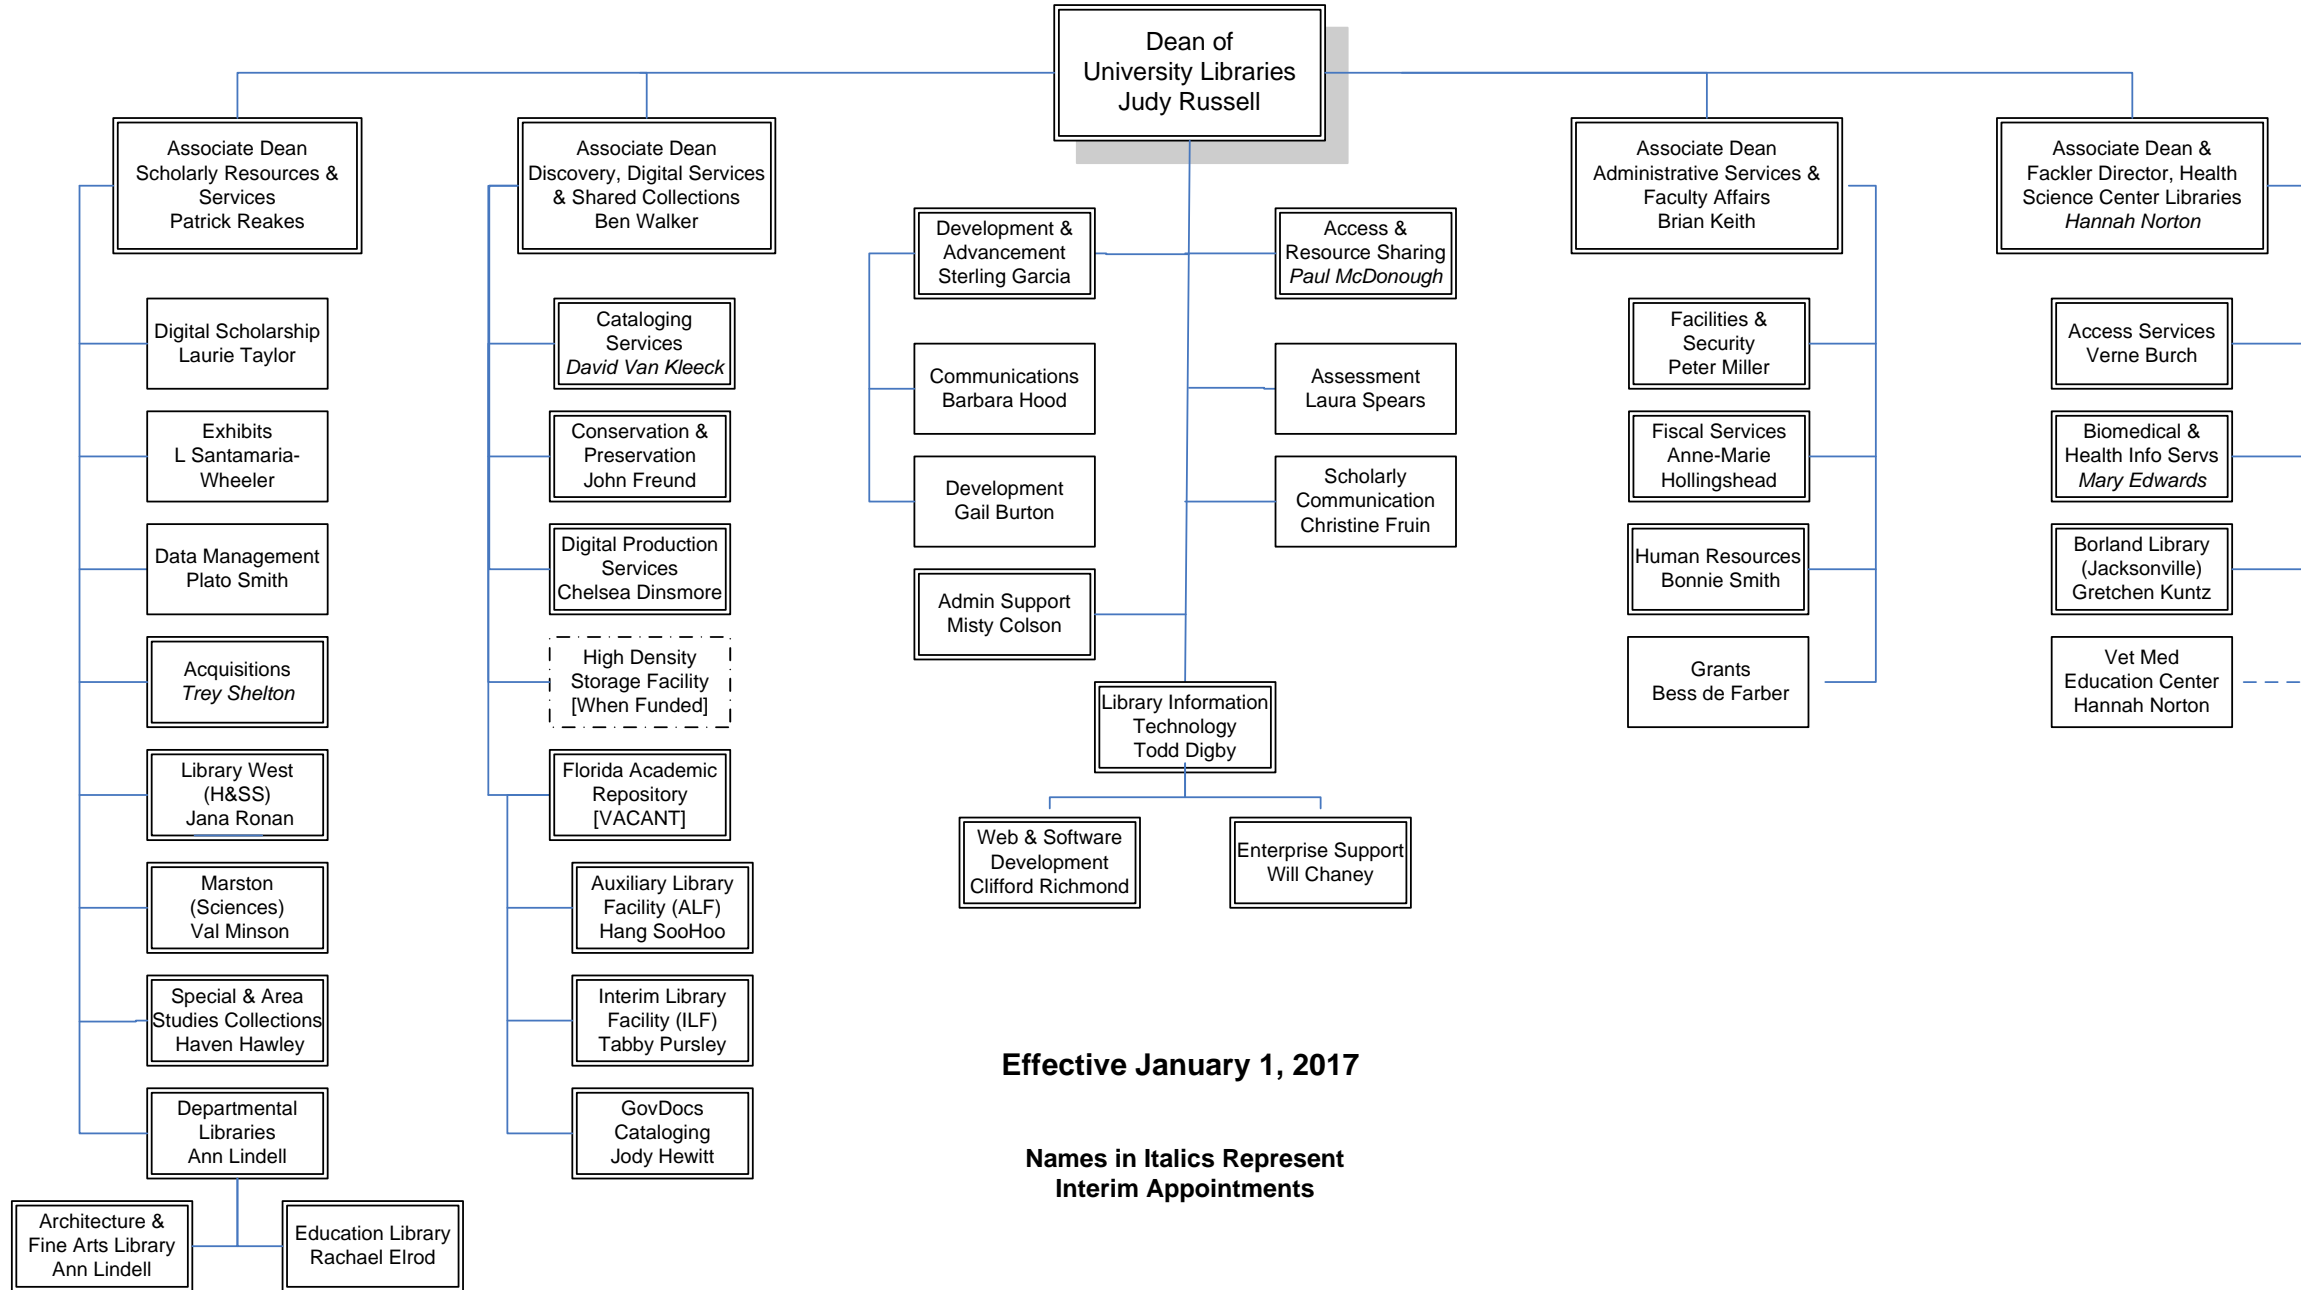 Dean of
University Libraries
Judy Russell
Associate Dean
Scholarly Resources &
Services
Patrick Reakes
Associate Dean
Discovery, Digital Services
& Shared Collections
Ben Walker
Associate Dean
Administrative Services &
Faculty Affairs
Brian Keith
Associate Dean &
Fackler Director, Health
Science Center Libraries
Hannah Norton
Digital Scholarship
Laurie Taylor
Exhibits
L Santamaria-
Wheeler
Data Management
Plato Smith
Acquisitions
Trey Shelton
Library West
(H&SS)
Jana Ronan
Marston
(Sciences)
Val Minson
Special & Area
Studies Collections
Haven Hawley
Departmental
Libraries
Ann Lindell
Architecture &
Fine Arts Library
Ann Lindell
Education Library
Rachael Elrod
Cataloging
Services
David Van Kleeck
Conservation &
Preservation
John Freund
Digital Production
Services
Chelsea Dinsmore
High Density
Storage Facility
[When Funded]
Florida Academic
Repository
[VACANT]
Auxiliary Library
Facility (ALF)
Hang SooHoo
Interim Library
Facility (ILF)
Tabby Pursley
GovDocs
Cataloging
Jody Hewitt
Development &
Advancement
Sterling Garcia
Communications
Barbara Hood
Development
Gail Burton
Admin Support
Misty Colson
Access &
Resource Sharing
Paul McDonough
Assessment
Laura Spears
Scholarly
Communication
Christine Fruin
Library Information
Technology
Todd Digby
Web & Software
Development
Clifford Richmond
Enterprise Support
Will Chaney
Facilities &
Security
Peter Miller
Fiscal Services
Anne-Marie
Hollingshead
Human Resources
Bonnie Smith
Grants
Bess de Farber
Access Services
Verne Burch
Biomedical &
Health Info Servs
Mary Edwards
Borland Library
(Jacksonville)
Gretchen Kuntz
Vet Med
Education Center
Hannah Norton
Effective January 1, 2017
Names in Italics Represent
Interim Appointments